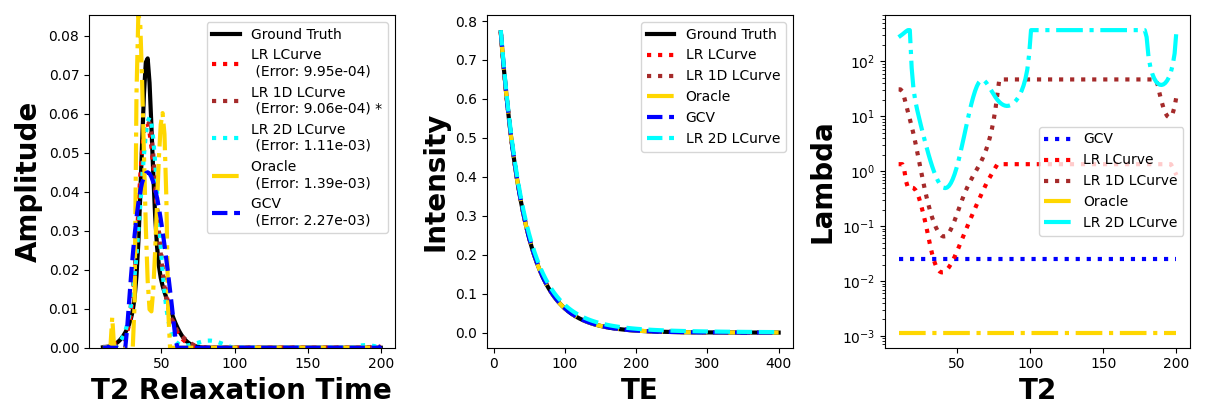 Amplitude
0.08
0.07
0.06
0.05
0.04
0.03
0.02
0.01
0.00
50
100
150
200
T2 Relaxation Time
Ground Truth
LR LCurve
(Error: 9.95e-04)
LR 1D LCurve
(Error: 9.06e-04) *
LR 2D LCurve
(Error: 1.11e-03)
Oracle
(Error: 1.39e-03)
GCV
(Error: 2.27e-03)
Intensity
0.8
0.7
0.6
0.5
0.4
0.3
0.2
0.1
0.0
0
100
200
300
400
TE
Ground Truth
LR LCurve
LR 1D LCurve
Oracle
GCV
LR 2D LCurve
Lambda
10²
10¹
10⁰
10⁻¹
10⁻²
10⁻³
50
100
150
200
T2
GCV
LR LCurve
LR 1D LCurve
Oracle
LR 2D LCurve